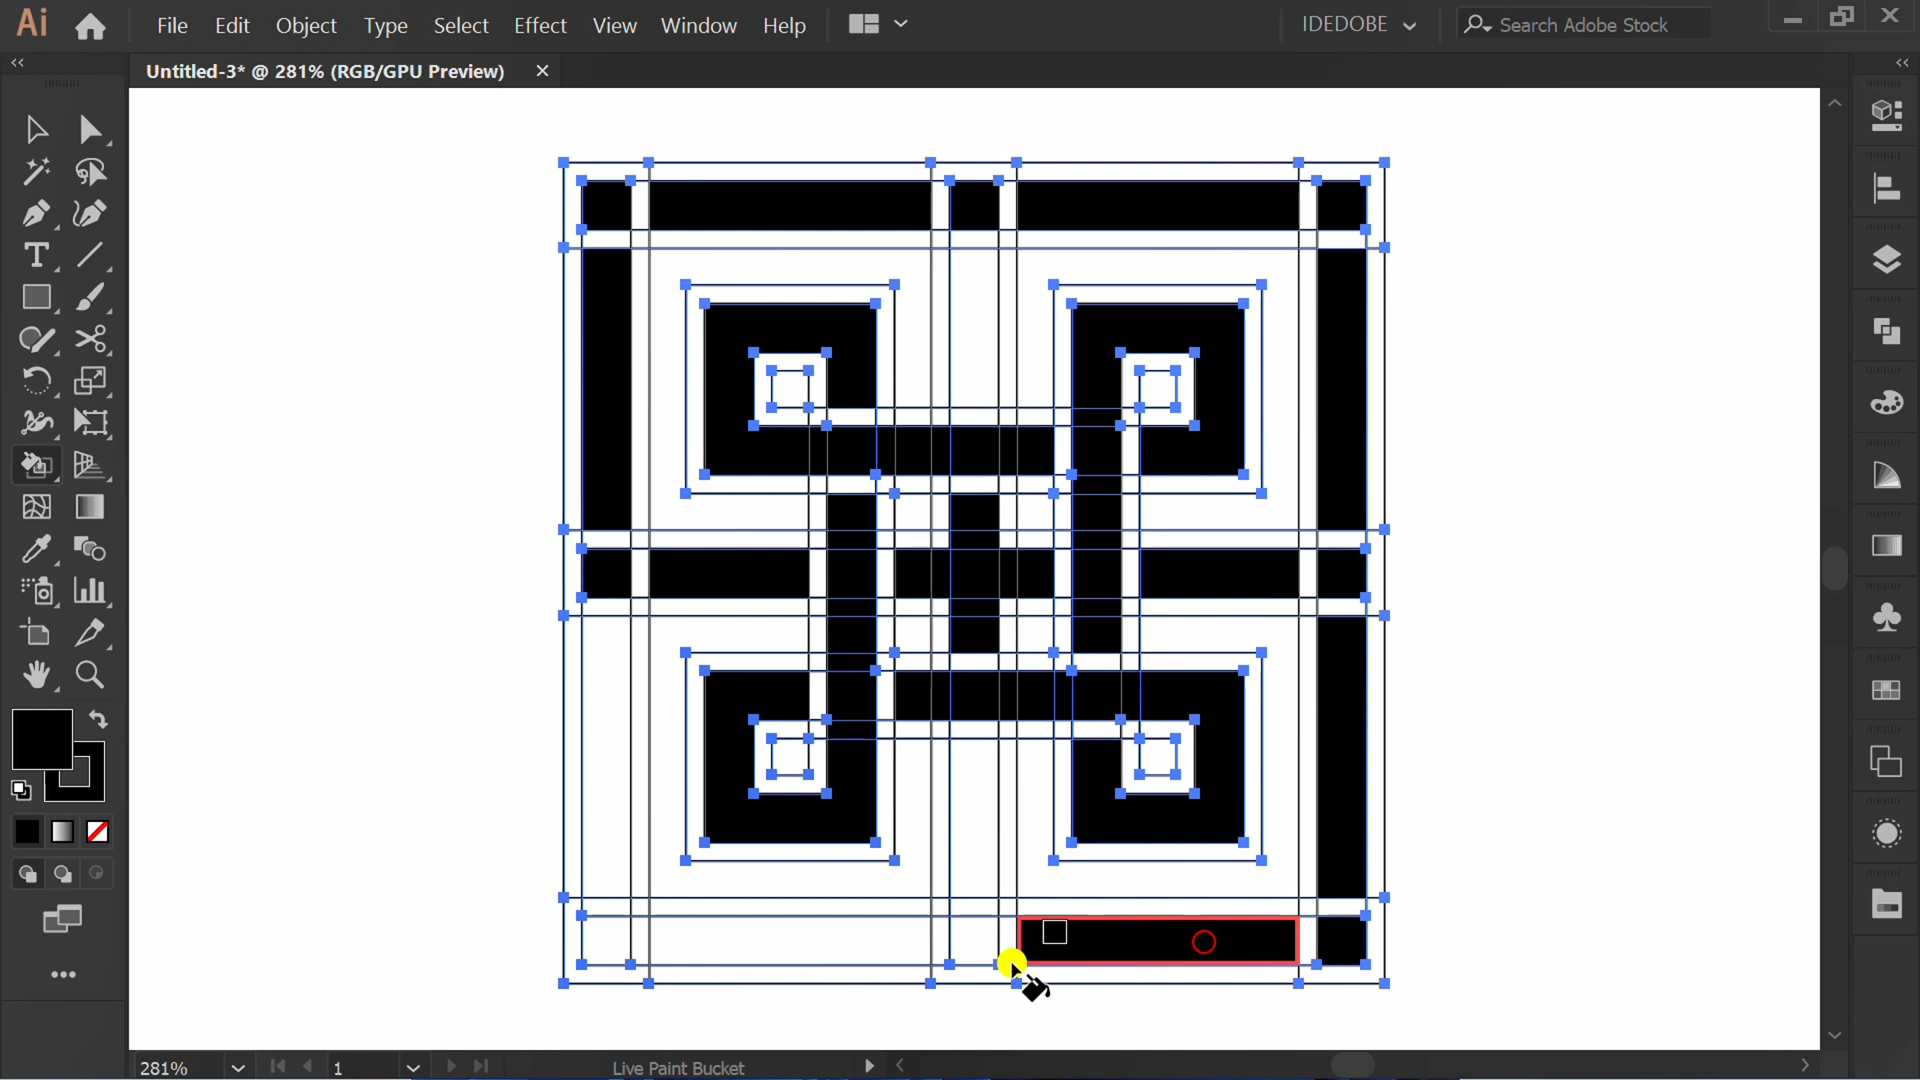 Ai File Edit Object Type Select Effect View Window Help IDEDOBE Search Adobe Stock
Untitled-3* @ 281% (RGB/GPU Preview)
T
281% 1 Live Paint Bucket